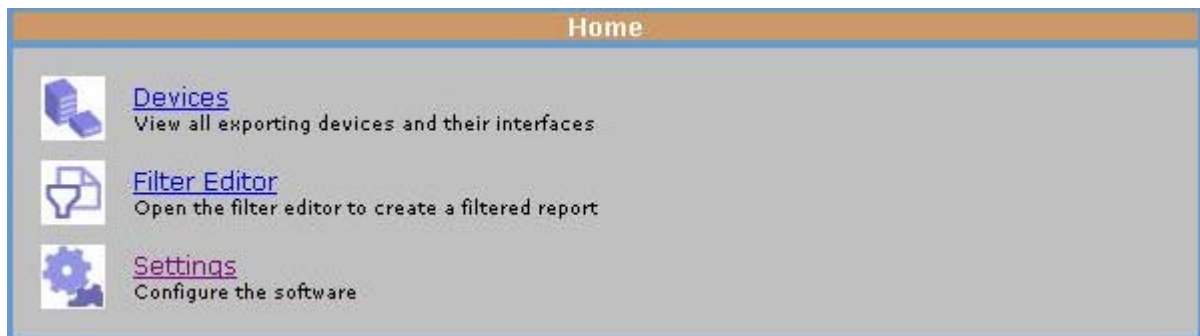 Home
Devices
View all exporting devices and their interfaces
Filter Editor
Open the filter editor to create a filtered report
Settings
Configure the software